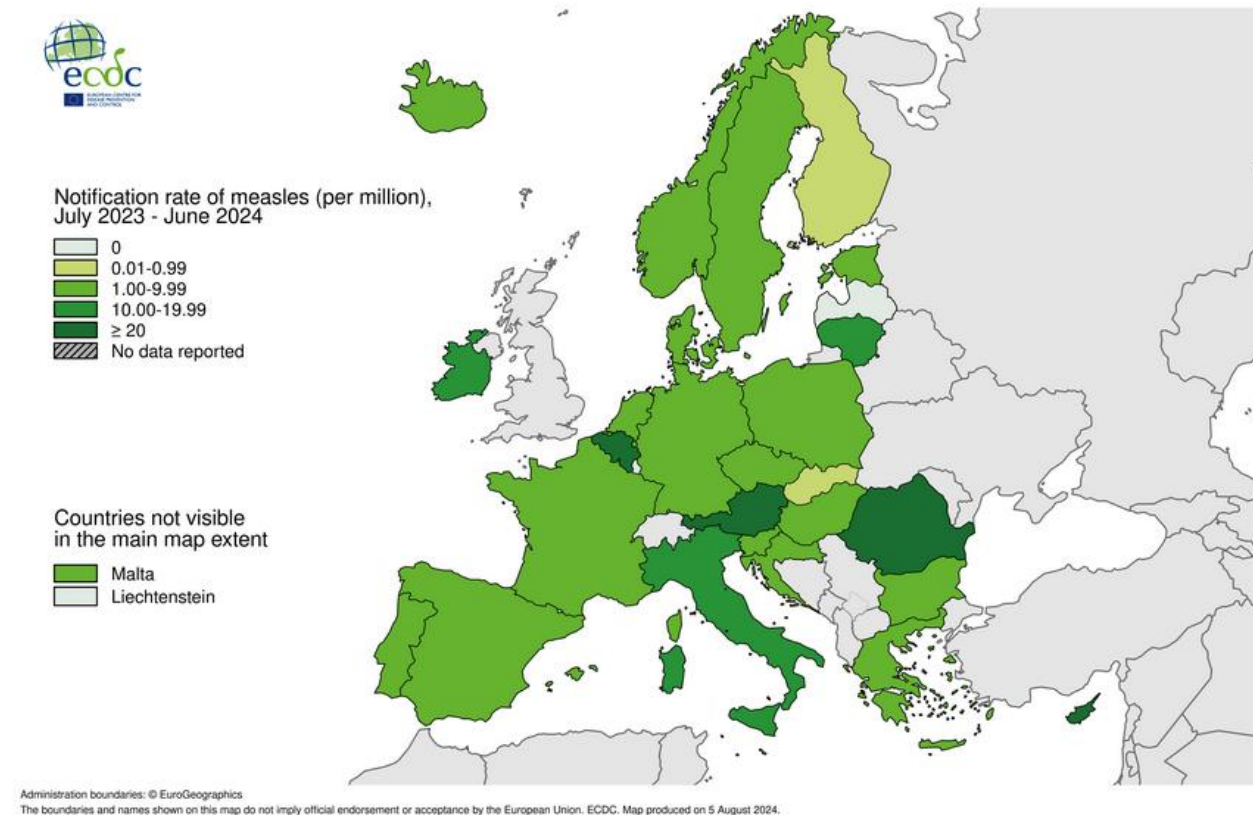 ecdc
EUROPEAN CENTRE FOR
DISEASE PREVENTION
AND CONTROL
Notification rate of measles (per million),
July 2023 - June 2024
0
0.01-0.99
1.00-9.99
10.00-19.99
≥ 20
No data reported
Countries not visible
in the main map extent
Malta
Liechtenstein
Administration boundaries: © EuroGeographics
The boundaries and names shown on this map do not imply official endorsement or acceptance by the European Union. ECDC. Map produced on 5 August 2024.